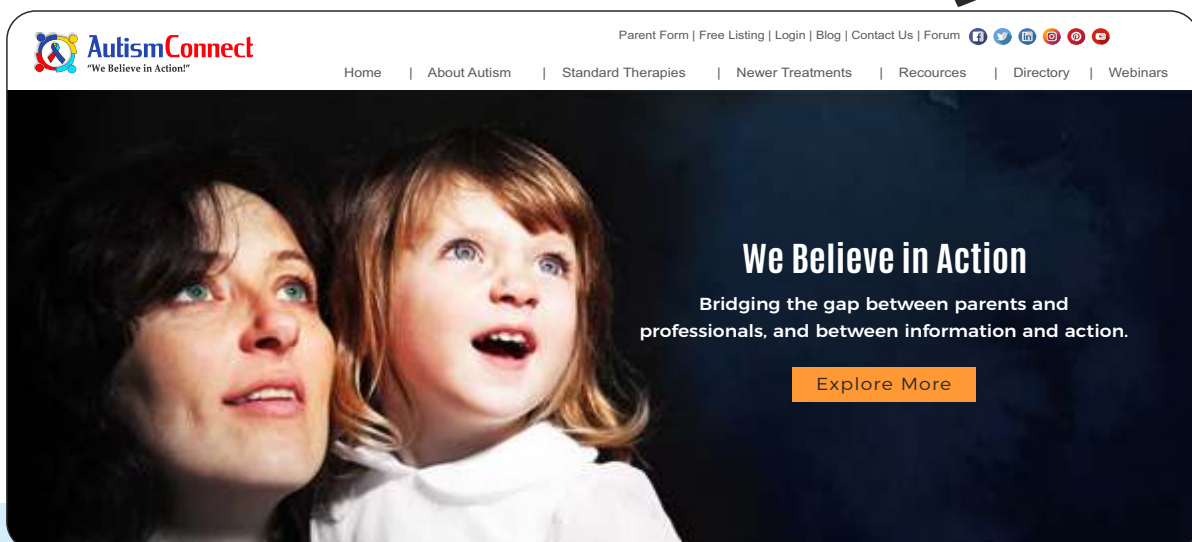 Parent Form | Free Listing | Login | Blog | Contact Us | Forum
AutismConnect
"We Believe in Action!"
Home | About Autism | Standard Therapies | Newer Treatments | Recources | Directory | Webinars
We Believe in Action
Bridging the gap between parents and
professionals, and between information and action.
Explore More